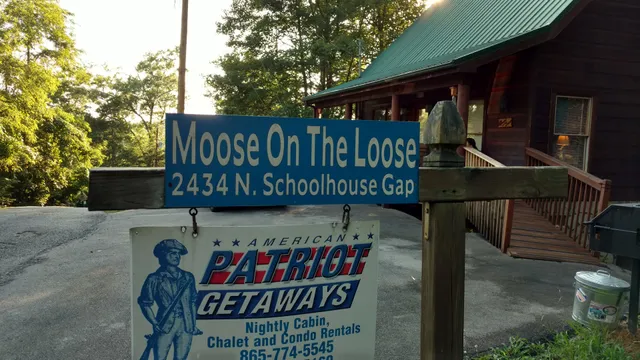 Moose On The Loose
2434 N. Schoolhouse Gap
AMERICAN
PATRIOT
GETAWAYS
Nightly Cabin,
Chalet and Condo Rentals
865-774-5545